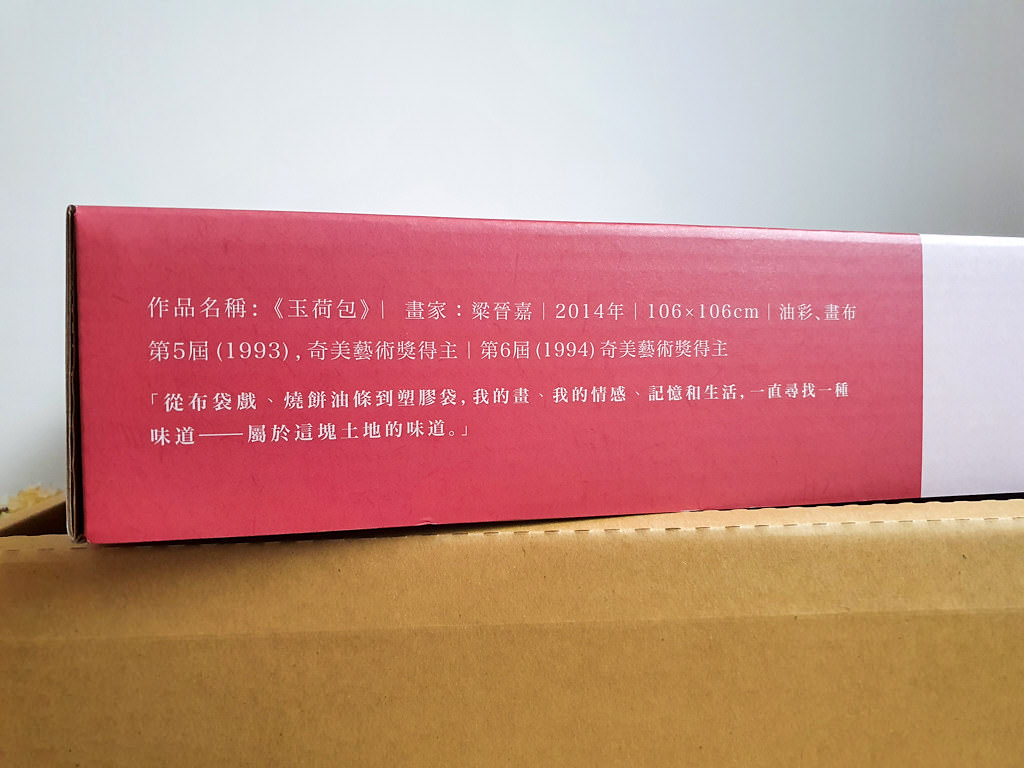 作品名稱:《玉荷包》| 畫家:梁晉嘉|2014年|106×106cm|油彩、畫布
第5屆(1993),奇美藝術獎得主|第6屆(1994)奇美藝術獎得主
「從布袋戲、燒餅油條到塑膠袋,我的畫、我的情感、記憶和生活,一直尋找一種
味道——屬於這塊土地的味道。」